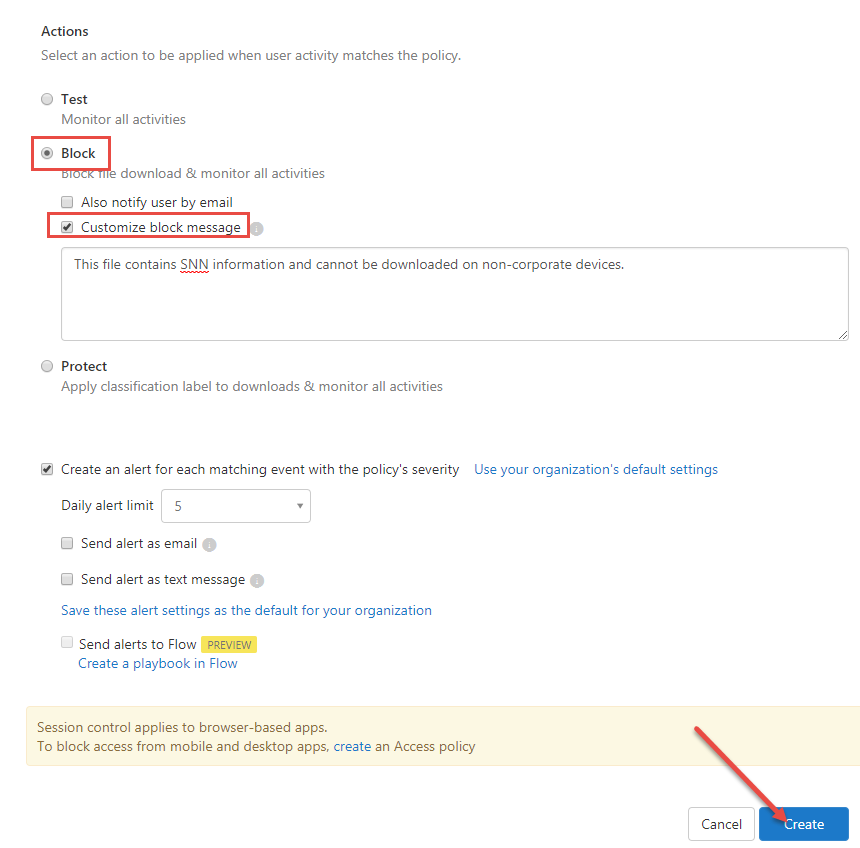 Actions
Select an action to be applied when user activity matches the policy.
Test
Monitor all activities
Block
Block file download & monitor all activities
Also notify user by email
Customize block message
This file contains SNN information and cannot be downloaded on non-corporate devices.
Protect
Apply classification label to downloads & monitor all activities
Create an alert for each matching event with the policy's severity Use your organization's default settings
Daily alert limit 5
Send alert as email
Send alert as text message
Save these alert settings as the default for your organization
Send alerts to Flow PREVIEW
Create a playbook in Flow
Session control applies to browser-based apps.
To block access from mobile and desktop apps, create an Access policy
Cancel Create